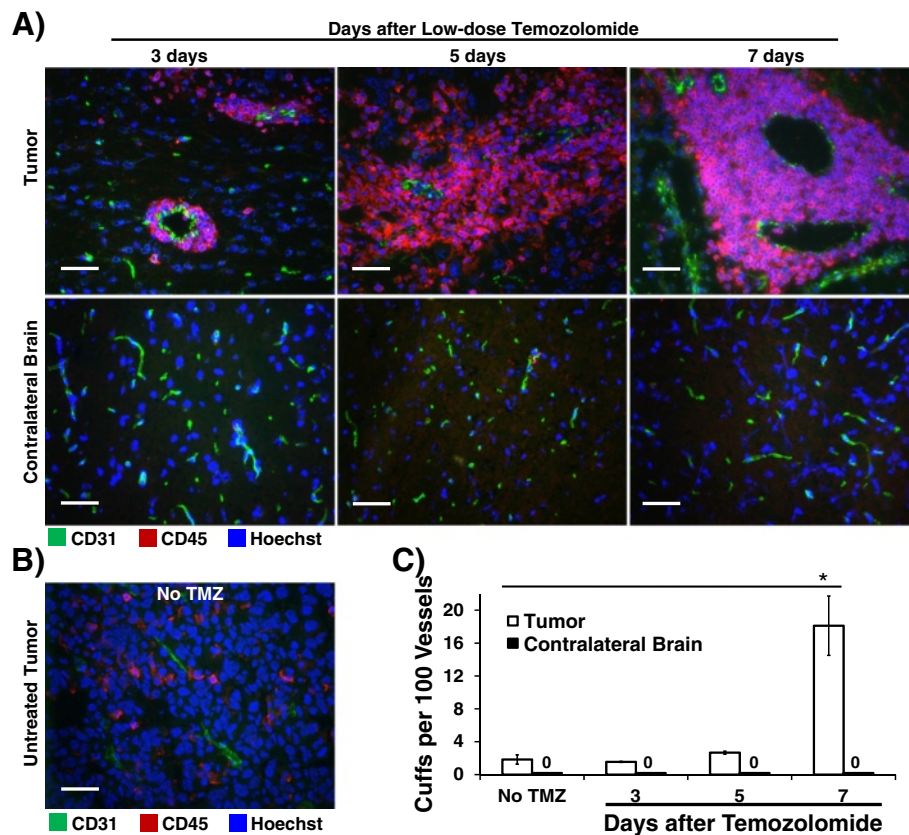 A)
Days after Low-dose Temozolomide
3 days 5 days 7 days
Tumor
Contralateral Brain
CD31 CD45 Hoechst
B)
No TMZ
Untreated Tumor
CD31 CD45 Hoechst
C)
*
Cuffs per 100 Vessels
20
16
12
8
4
0
Tumor
Contralateral Brain
0 0 0 0
No TMZ 3 5 7
Days after Temozolomide